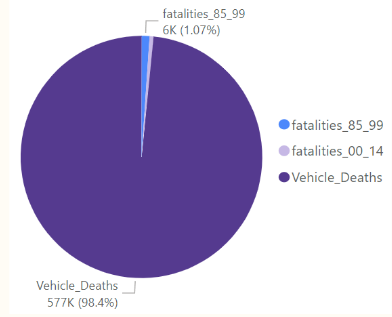 fatalities_85_99
6K (1.07%)
fatalities_85_99
fatalities_00_14
Vehicle_Deaths
Vehicle_Deaths
577K (98.4%)